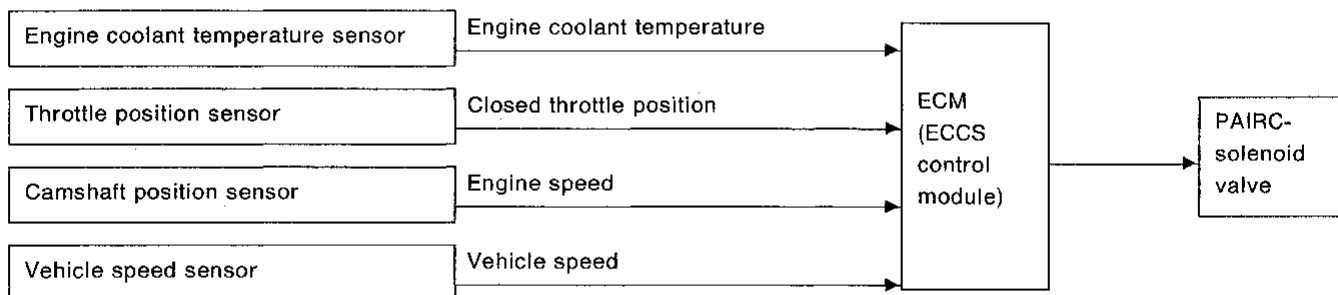 Engine coolant temperature sensor
Engine coolant temperature
Throttle position sensor
Closed throttle position
Camshaft position sensor
Engine speed
Vehicle speed sensor
Vehicle speed
ECM
(ECCS
control
module)
PAIRC-
solenoid
valve